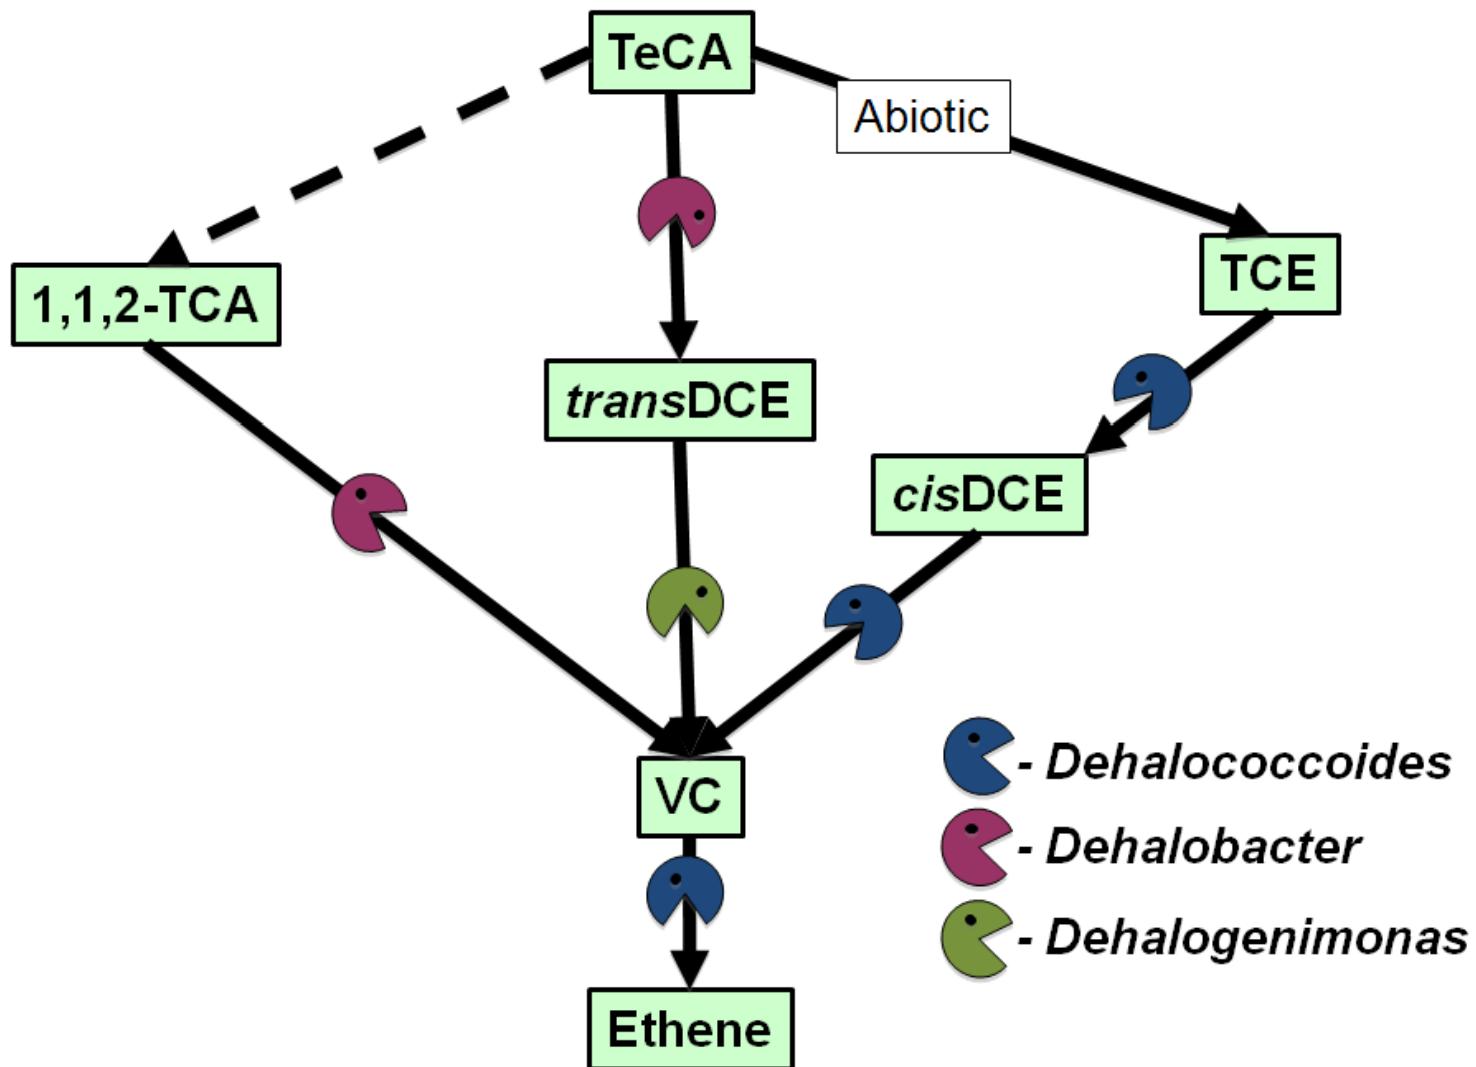 TeCA
Abiotic
TCE
1,1,2-TCA
transDCE
cisDCE
VC
Ethene
- Dehalococcoides
- Dehalobacter
- Dehalogenimonas